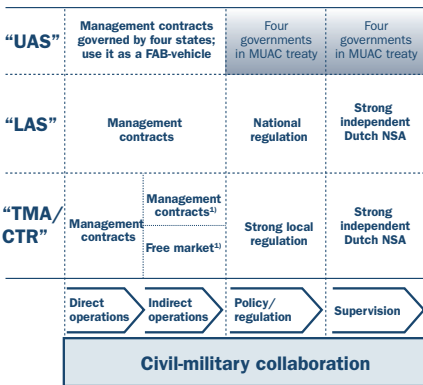 “UAS”
Management contracts
governed by four states;
use it as a FAB-vehicle
Four
governments
in MUAC treaty
Four
governments
in MUAC treaty
“LAS”
Management
contracts
National
regulation
Strong
independent
Dutch NSA
“TMA/
CTR”
Management
contracts
Management
contracts¹⁾
Free market¹⁾
Strong local
regulation
Strong
independent
Dutch NSA
Direct
operations
Indirect
operations
Policy/
regulation
Supervision
Civil-military collaboration